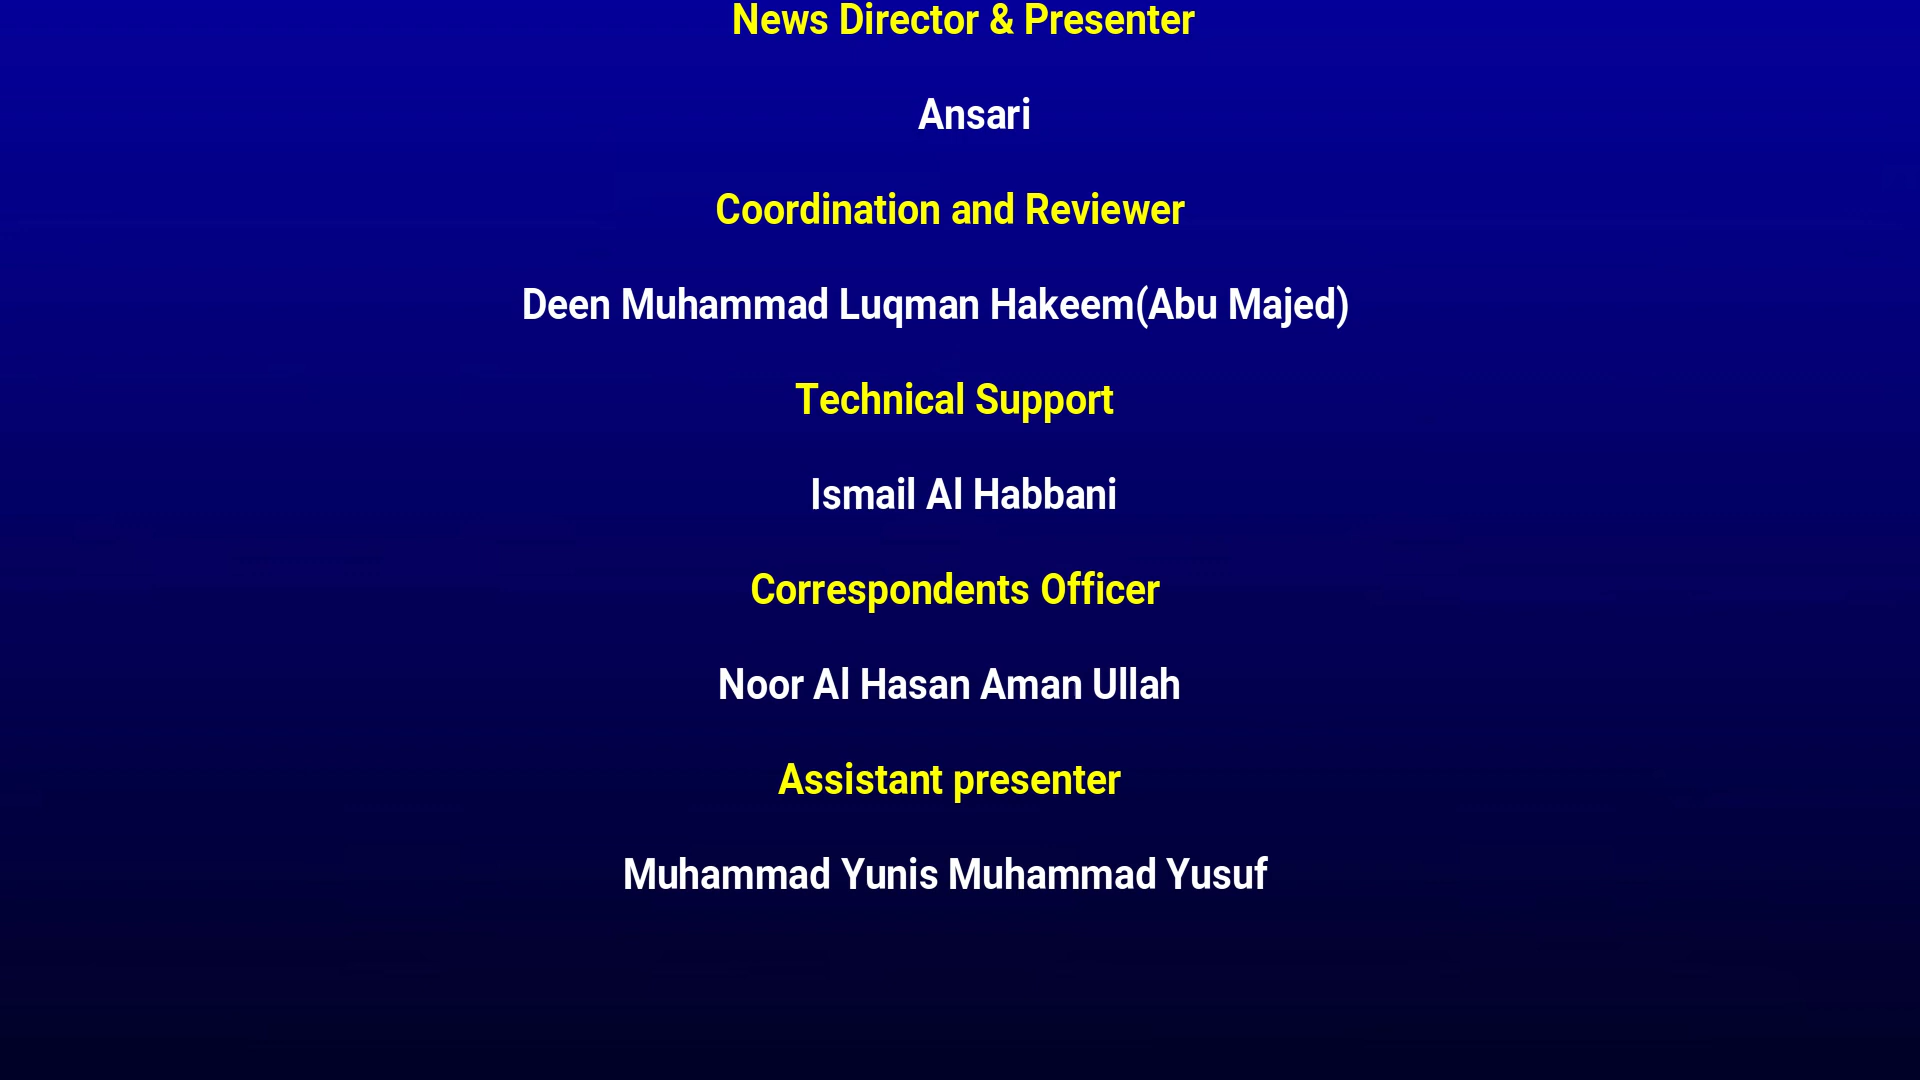 News Director & Presenter
Ansari
Coordination and Reviewer
Deen Muhammad Luqman Hakeem(Abu Majed)
Technical Support
Ismail Al Habbani
Correspondents Officer
Noor Al Hasan Aman Ullah
Assistant presenter
Muhammad Yunis Muhammad Yusuf